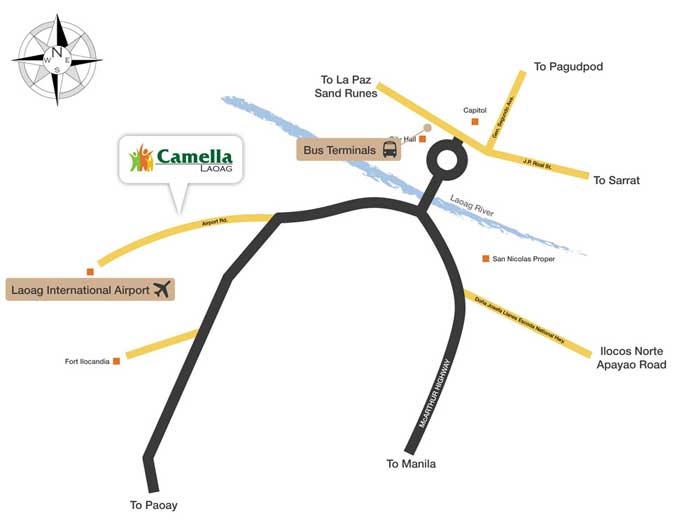 N
W E
S
To La Paz
Sand Runes
To Pagudpod
Capitol
Gen. Segundo Ave.
Hall
Bus Terminals
J.P. Rizal St.
To Sarrat
Camella
LAOAG
Laoag River
Airport Rd.
San Nicolas Proper
Laoag International Airport
Doña Josefa Llanes Escoda National Hwy.
Ilocos Norte
Apayao Road
Fort Ilocandia
McARTHUR HIGHWAY
To Manila
To Paoay